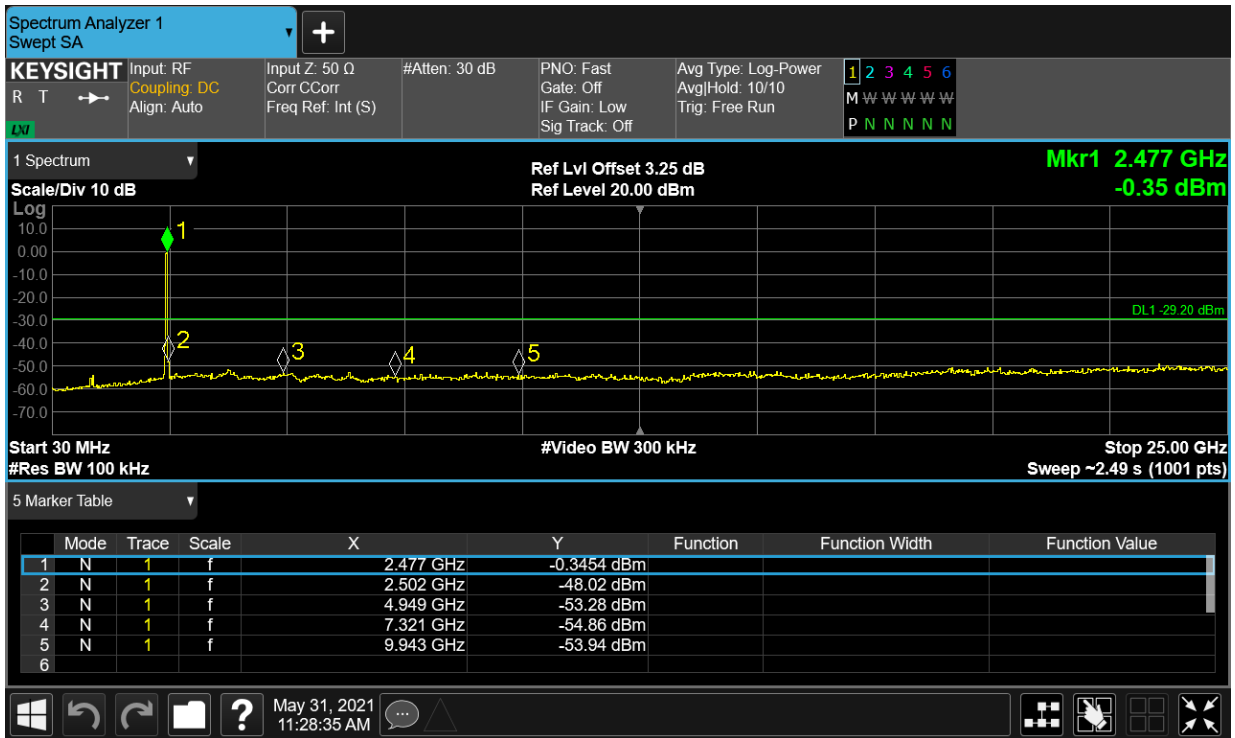 Spectrum Analyzer 1
Swept SA
KEYSIGHT
R T
LXI
Input: RF
Coupling: DC
Align: Auto
Input Z: 50 Ω
Corr CCorr
Freq Ref: Int (S)
#Atten: 30 dB
PNO: Fast
Gate: Off
IF Gain: Low
Sig Track: Off
Avg Type: Log-Power
Avg|Hold: 10/10
Trig: Free Run
1 2 3 4 5 6
M W W W W W
P N N N N N
1 Spectrum
Scale/Div 10 dB
Log
Ref Lvl Offset 3.25 dB
Ref Level 20.00 dBm
Mkr1 2.477 GHz
-0.35 dBm
10.0
0.00
-10.0
-20.0
-30.0
-40.0
-50.0
-60.0
-70.0
1
2
3
4
5
DL1 -29.20 dBm
Start 30 MHz
#Res BW 100 kHz
#Video BW 300 kHz
Stop 25.00 GHz
Sweep ~2.49 s (1001 pts)
5 Marker Table
Mode Trace Scale X Y Function Function Width Function Value
1 N 1 f 2.477 GHz -0.3454 dBm
2 N 1 f 2.502 GHz -48.02 dBm
3 N 1 f 4.949 GHz -53.28 dBm
4 N 1 f 7.321 GHz -54.86 dBm
5 N 1 f 9.943 GHz -53.94 dBm
6
?
May 31, 2021
11:28:35 AM